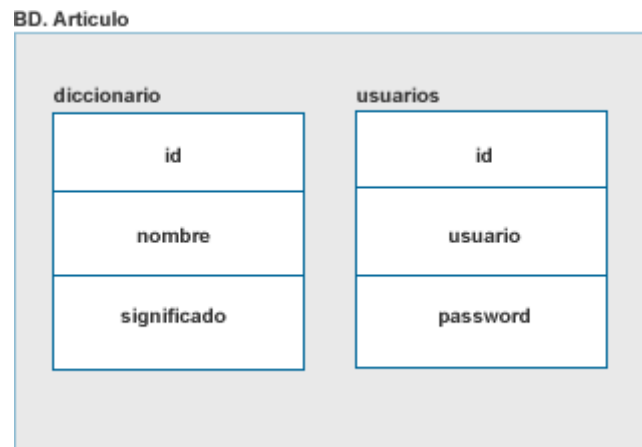 BD. Articulo
diccionario
id
nombre
significado
usuarios
id
usuario
password